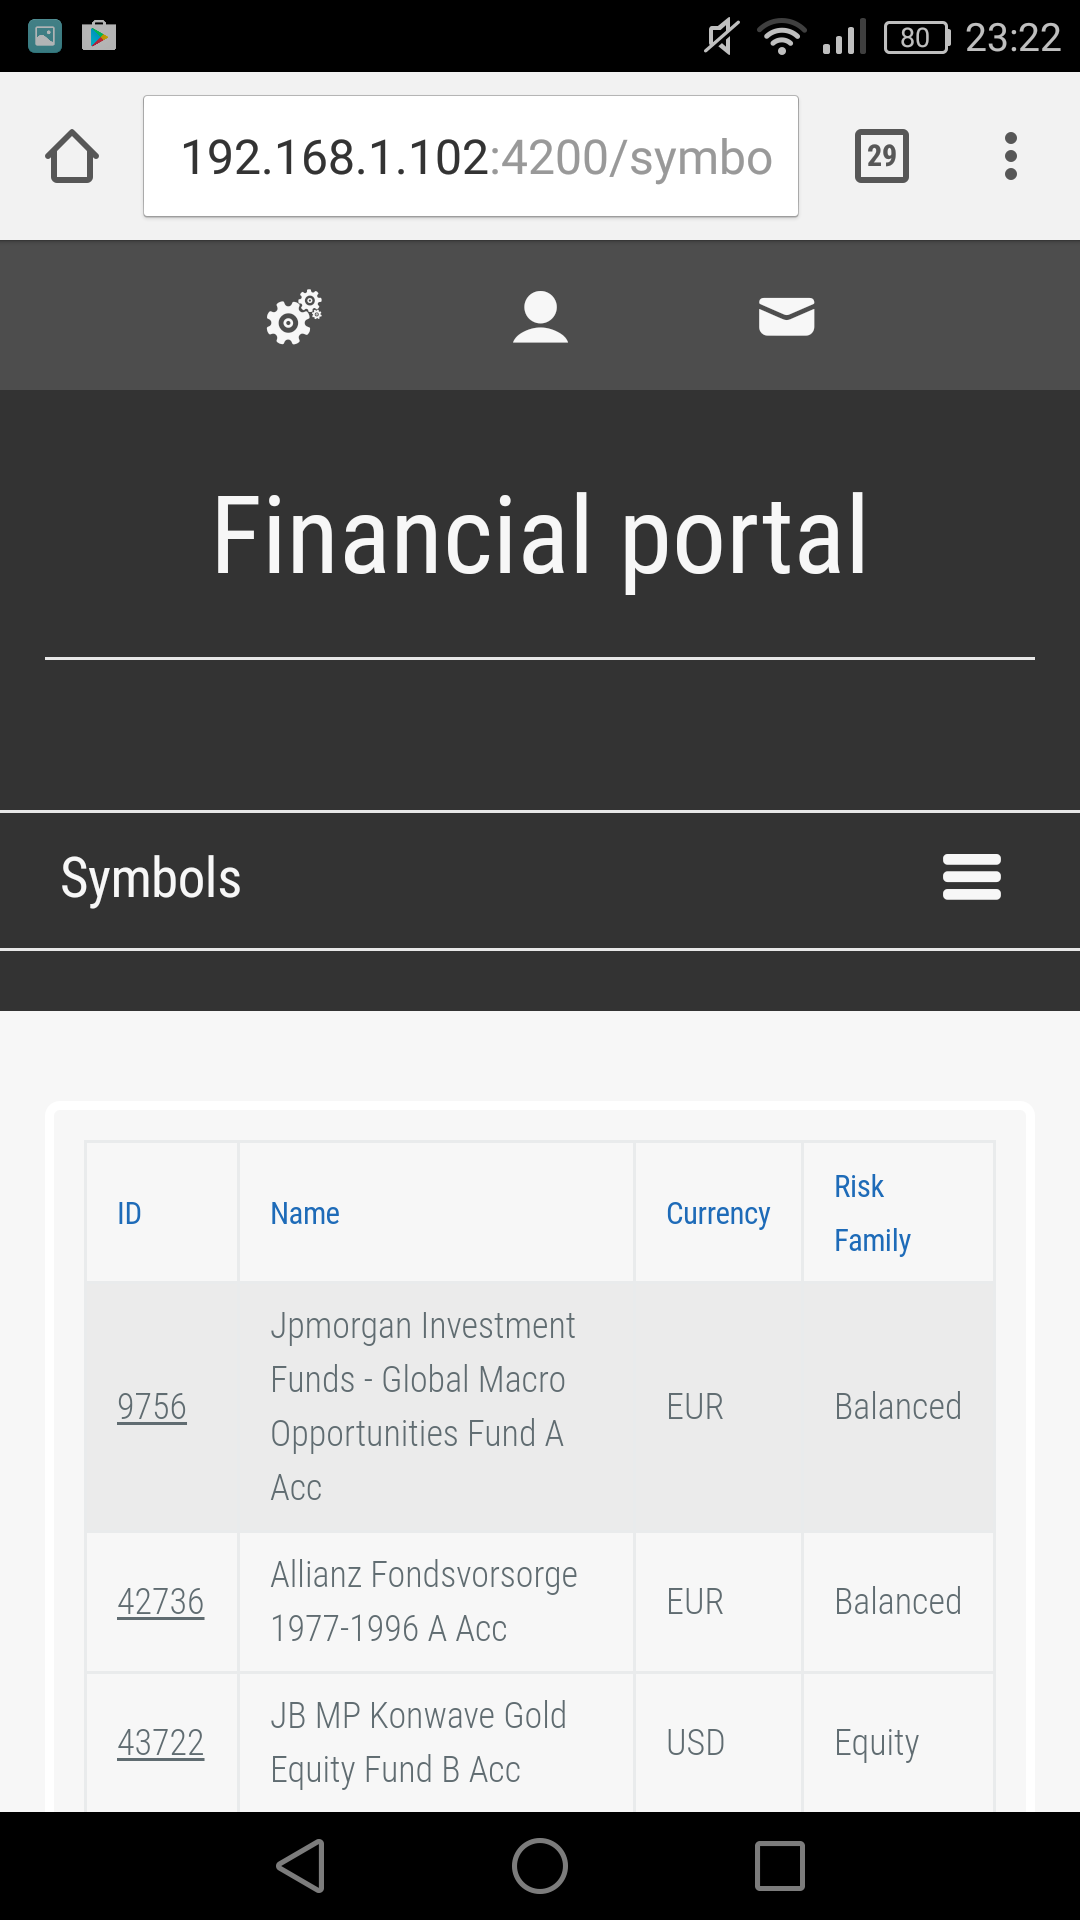 80 23:22
192.168.1.102:4200/symbo
29
Financial portal
Symbols
ID Name Currency Risk Family
9756 Jpmorgan Investment Funds - Global Macro Opportunities Fund A Acc EUR Balanced
42736 Allianz Fondsvorsorge 1977-1996 A Acc EUR Balanced
43722 JB MP Konwave Gold Equity Fund B Acc USD Equity